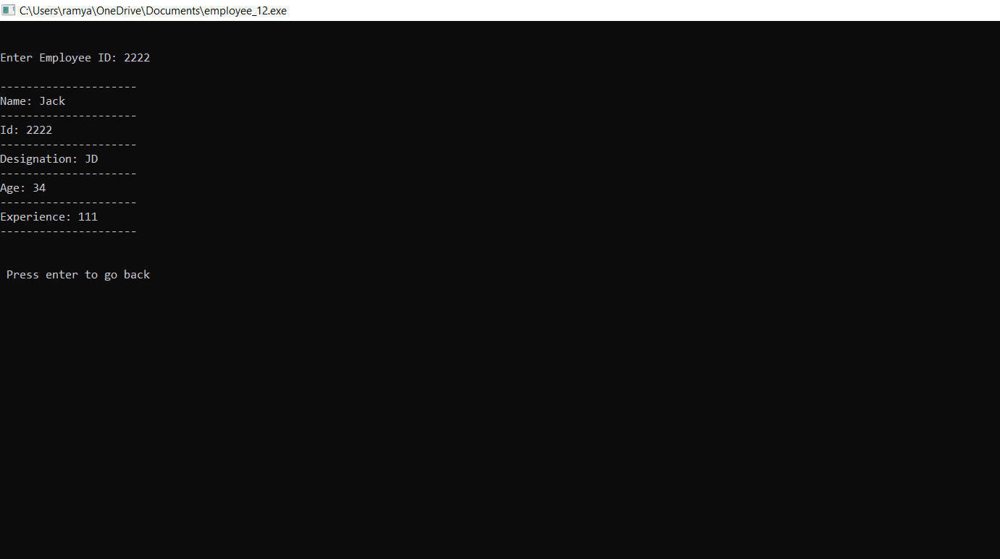 C:\Users\ramya\OneDrive\Documents\employee_12.exe
Enter Employee ID: 2222
---------------------
Name: Jack
---------------------
Id: 2222
---------------------
Designation: JD
---------------------
Age: 34
---------------------
Experience: 111
---------------------
Press enter to go back